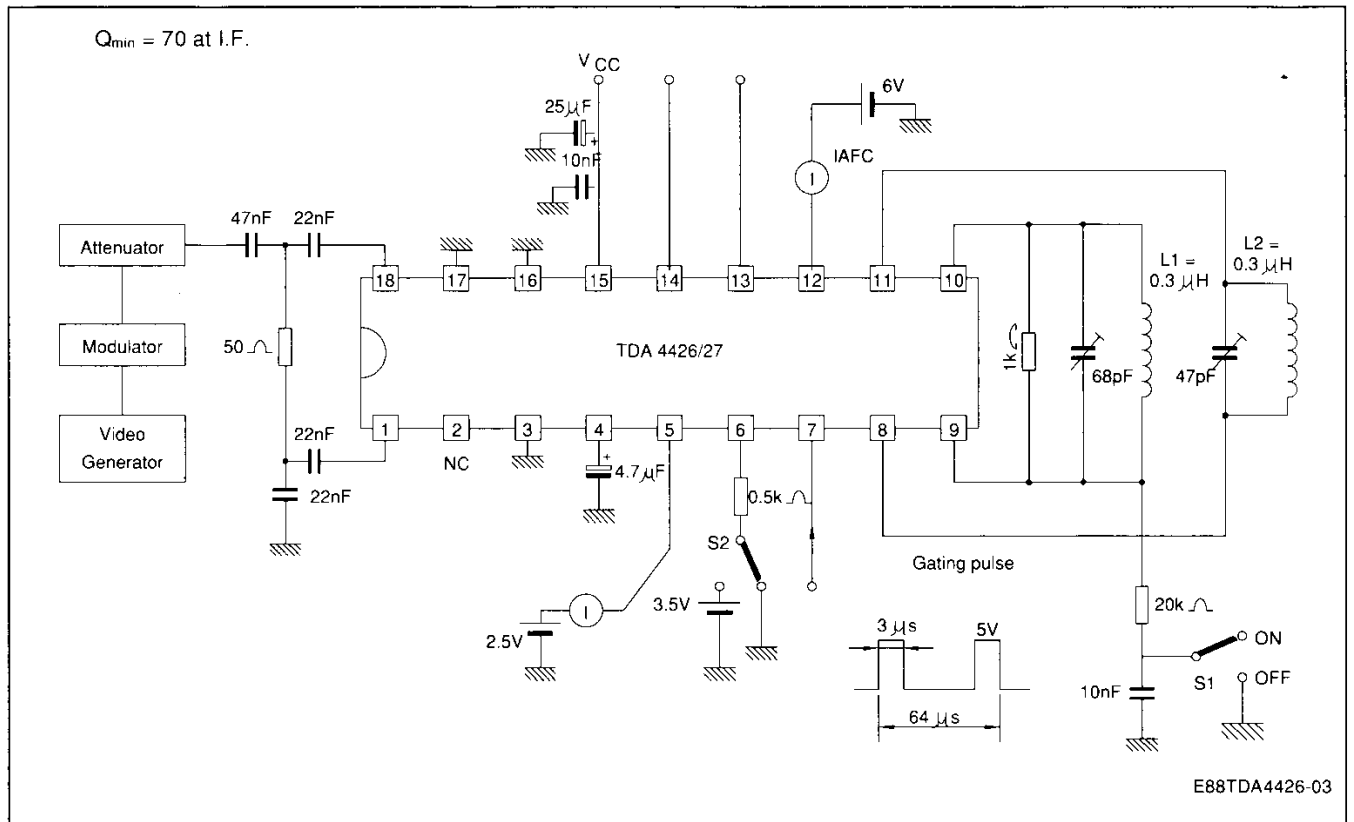 Qmin = 70 at I.F.
VCC
25 μF
+
10nF
6V
IAFC
I
47nF
22nF
Attenuator
Modulator
Video
Generator
50 Ω
22nF
22nF
18
17
16
15
14
13
12
11
10
TDA 4426/27
1
2
3
4
5
6
7
8
9
NC
+
4.7μF
1k Ω
68pF
L1 =
0.3 μH
L2 =
0.3 μH
47pF
0.5k Ω
S2
I
2.5V
3.5V
Gating pulse
3 μs
5V
64 μs
20k Ω
10nF
S1
ON
OFF
E88TDA4426-03